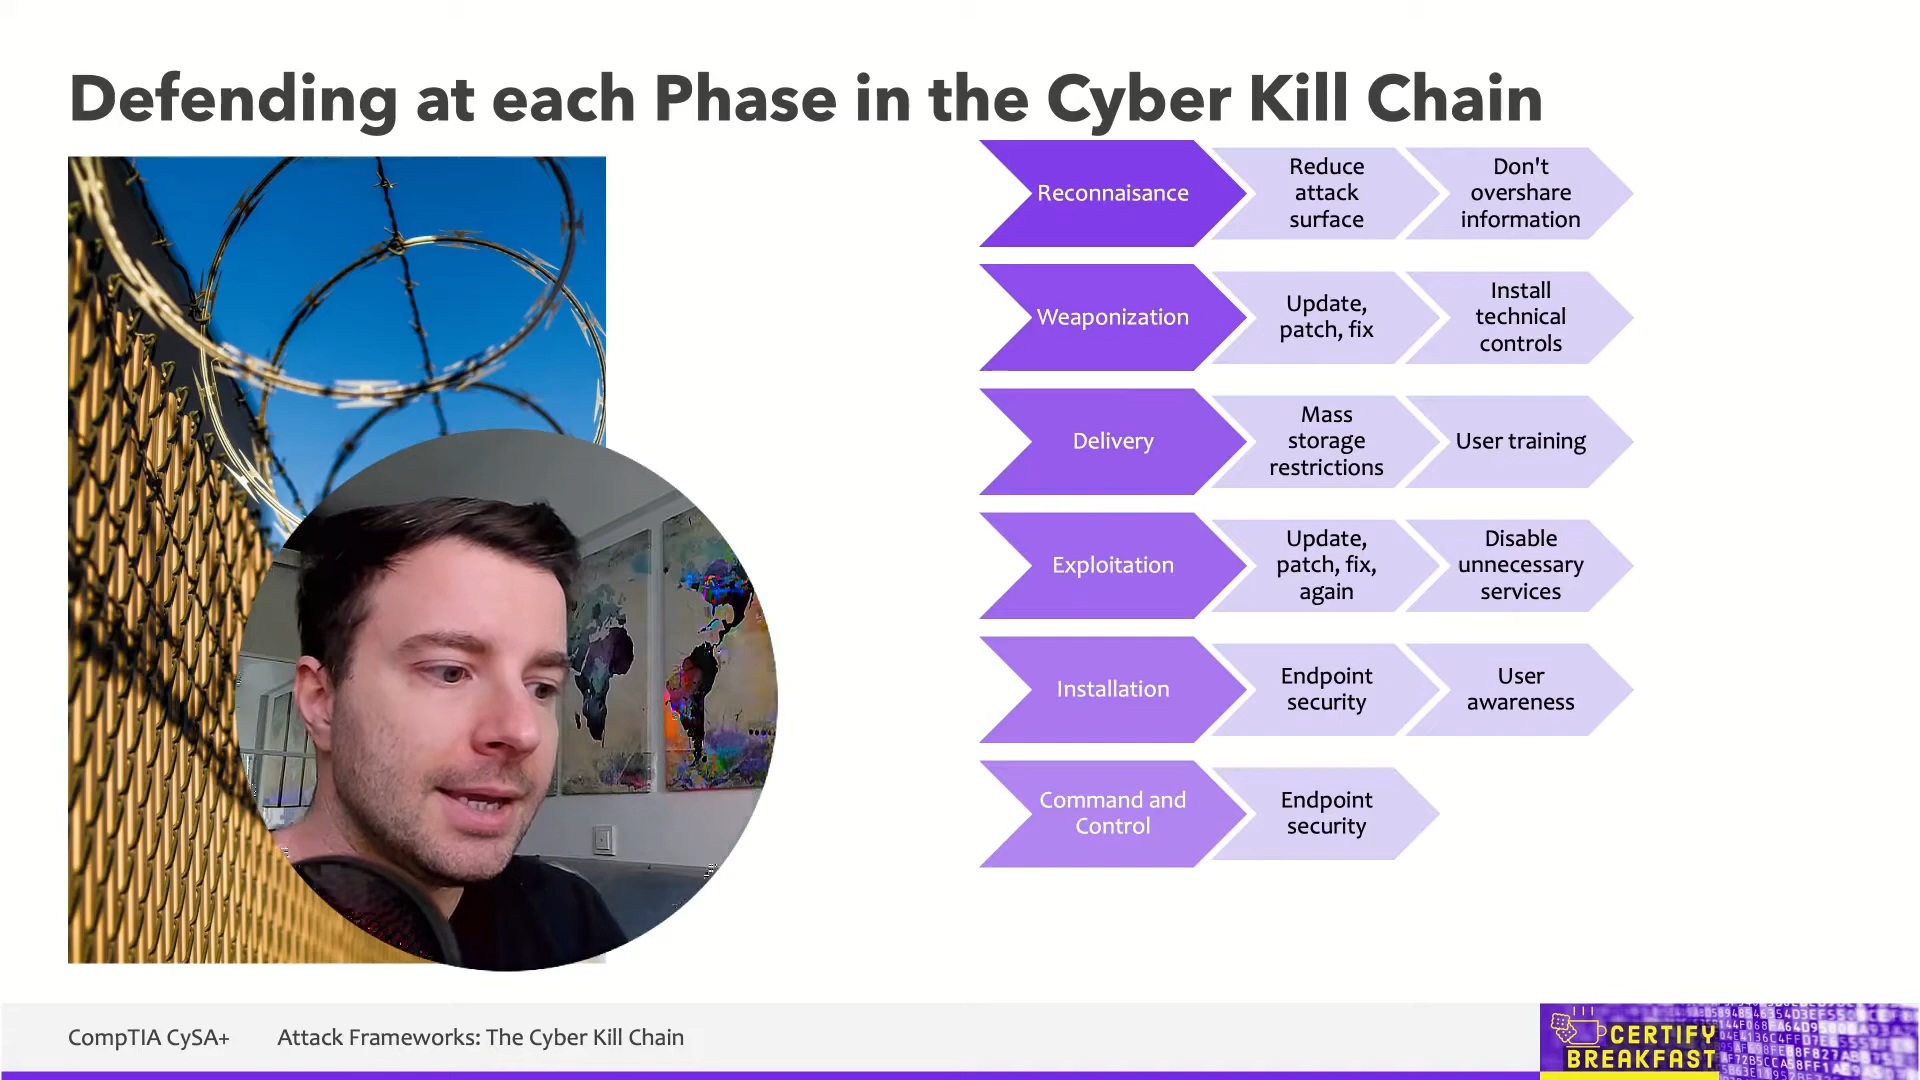 Defending at each Phase in the Cyber Kill Chain
Reconnaisance
Reduce
attack
surface
Don't
overshare
information
Weaponization
Update,
patch, fix
Install
technical
controls
Delivery
Mass
storage
restrictions
User training
Exploitation
Update,
patch, fix,
again
Disable
unnecessary
services
Installation
Endpoint
security
User
awareness
Command and
Control
Endpoint
security
CompTIA CySA+
Attack Frameworks: The Cyber Kill Chain
CERTIFY
BREAKFAST